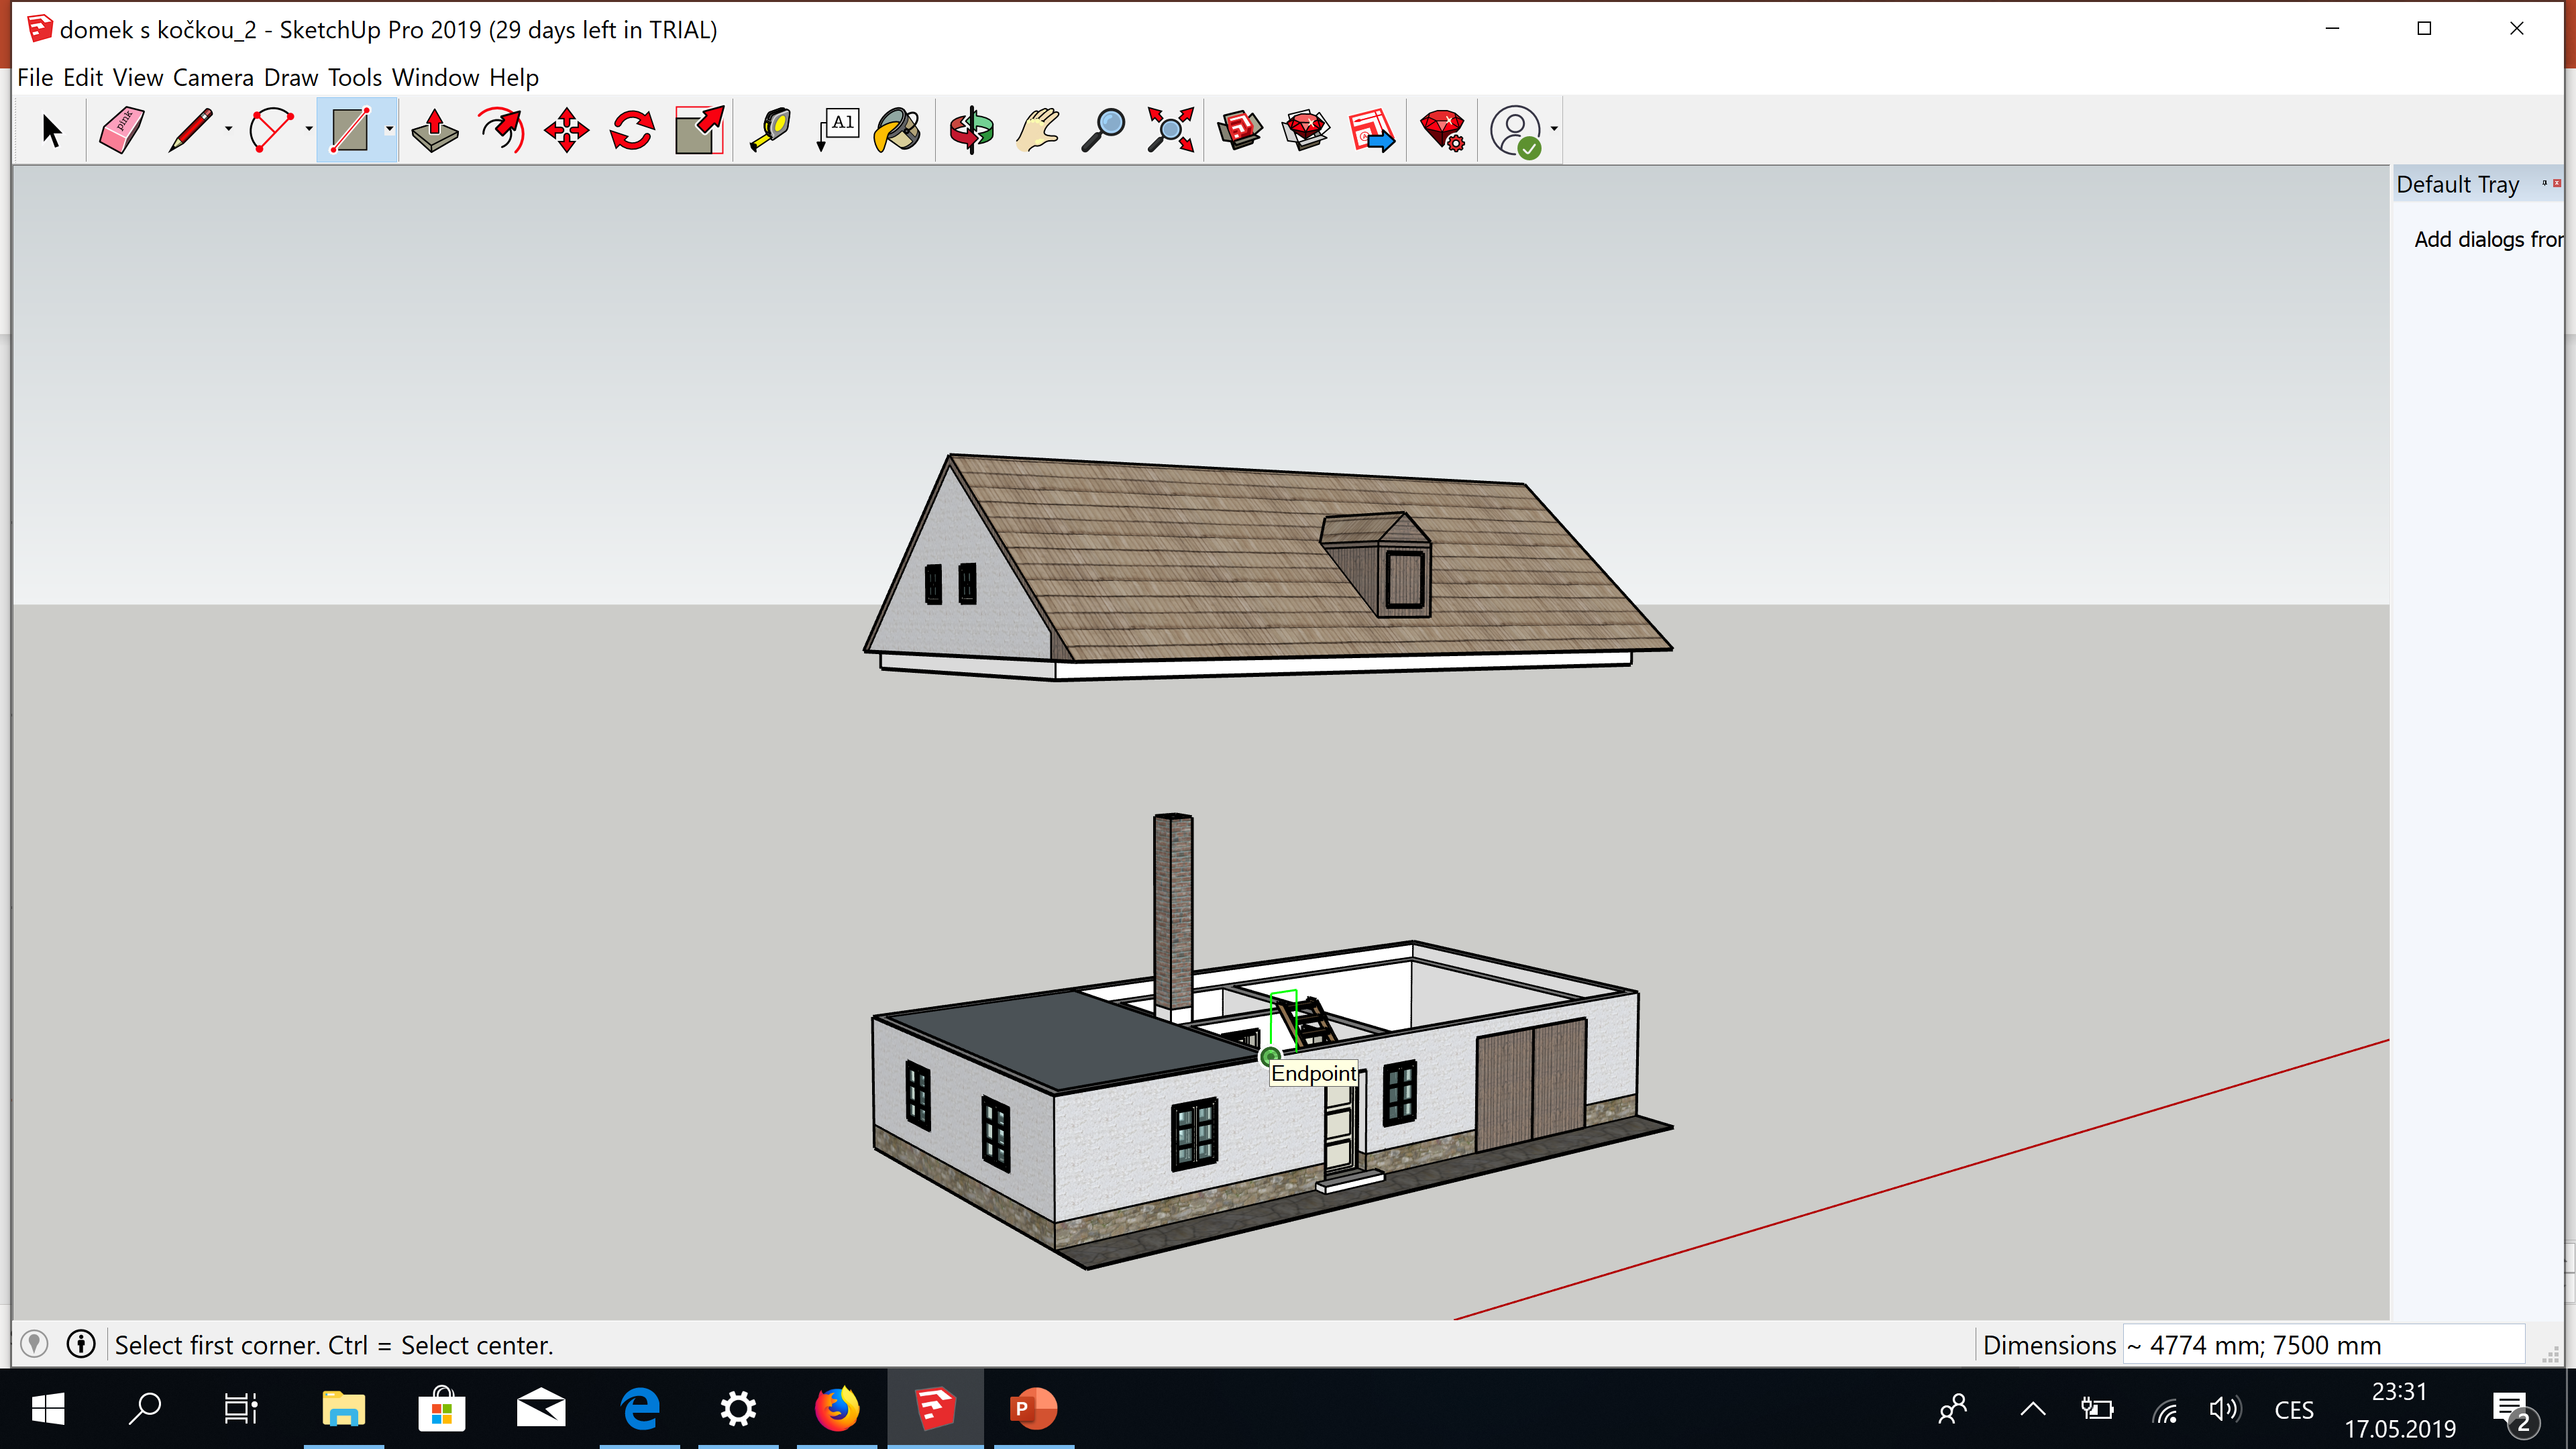 domek s kočkou_2 - SketchUp Pro 2019 (29 days left in TRIAL)
File Edit View Camera Draw Tools Window Help
pink
A1
Default Tray
Add dialogs fror
Endpoint
Select first corner. Ctrl = Select center.
Dimensions ~ 4774 mm; 7500 mm
P
CES
23:31
17.05.2019
2